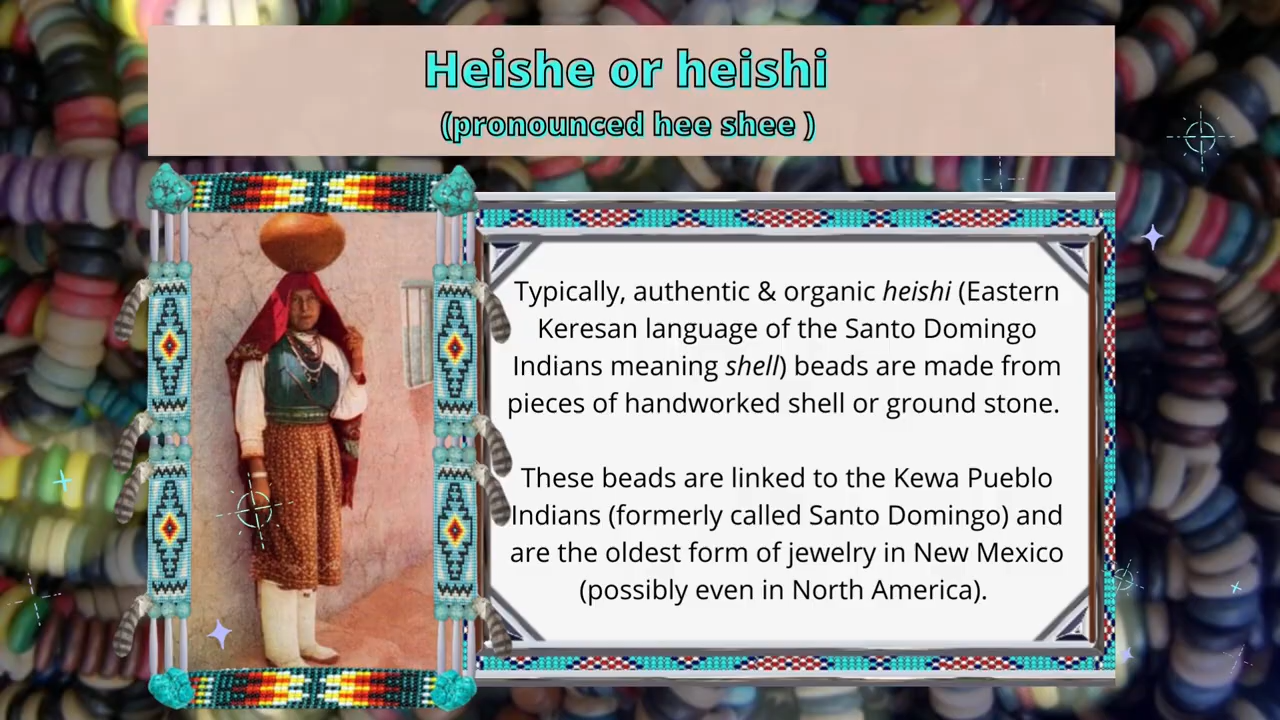 Heishe or heishi
(pronounced hee shee )
Typically, authentic & organic heishi (Eastern
Keresan language of the Santo Domingo
Indians meaning shell) beads are made from
pieces of handworked shell or ground stone.
These beads are linked to the Kewa Pueblo
Indians (formerly called Santo Domingo) and
are the oldest form of jewelry in New Mexico
(possibly even in North America).